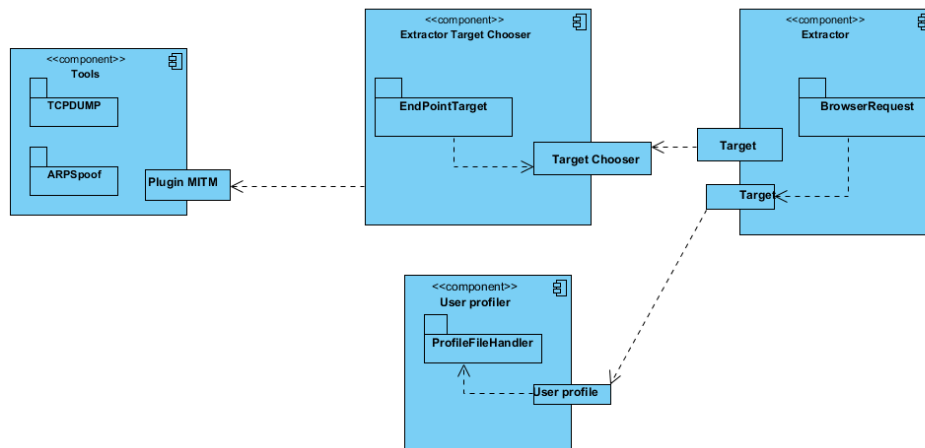 <<component>>
Tools
TCPDUMP
ARPSpoof
Plugin MITM
<<component>>
Extractor Target Chooser
EndPointTarget
Target Chooser
<<component>>
Extractor
BrowserRequest
Target
Target
<<component>>
User profiler
ProfileFileHandler
User profile